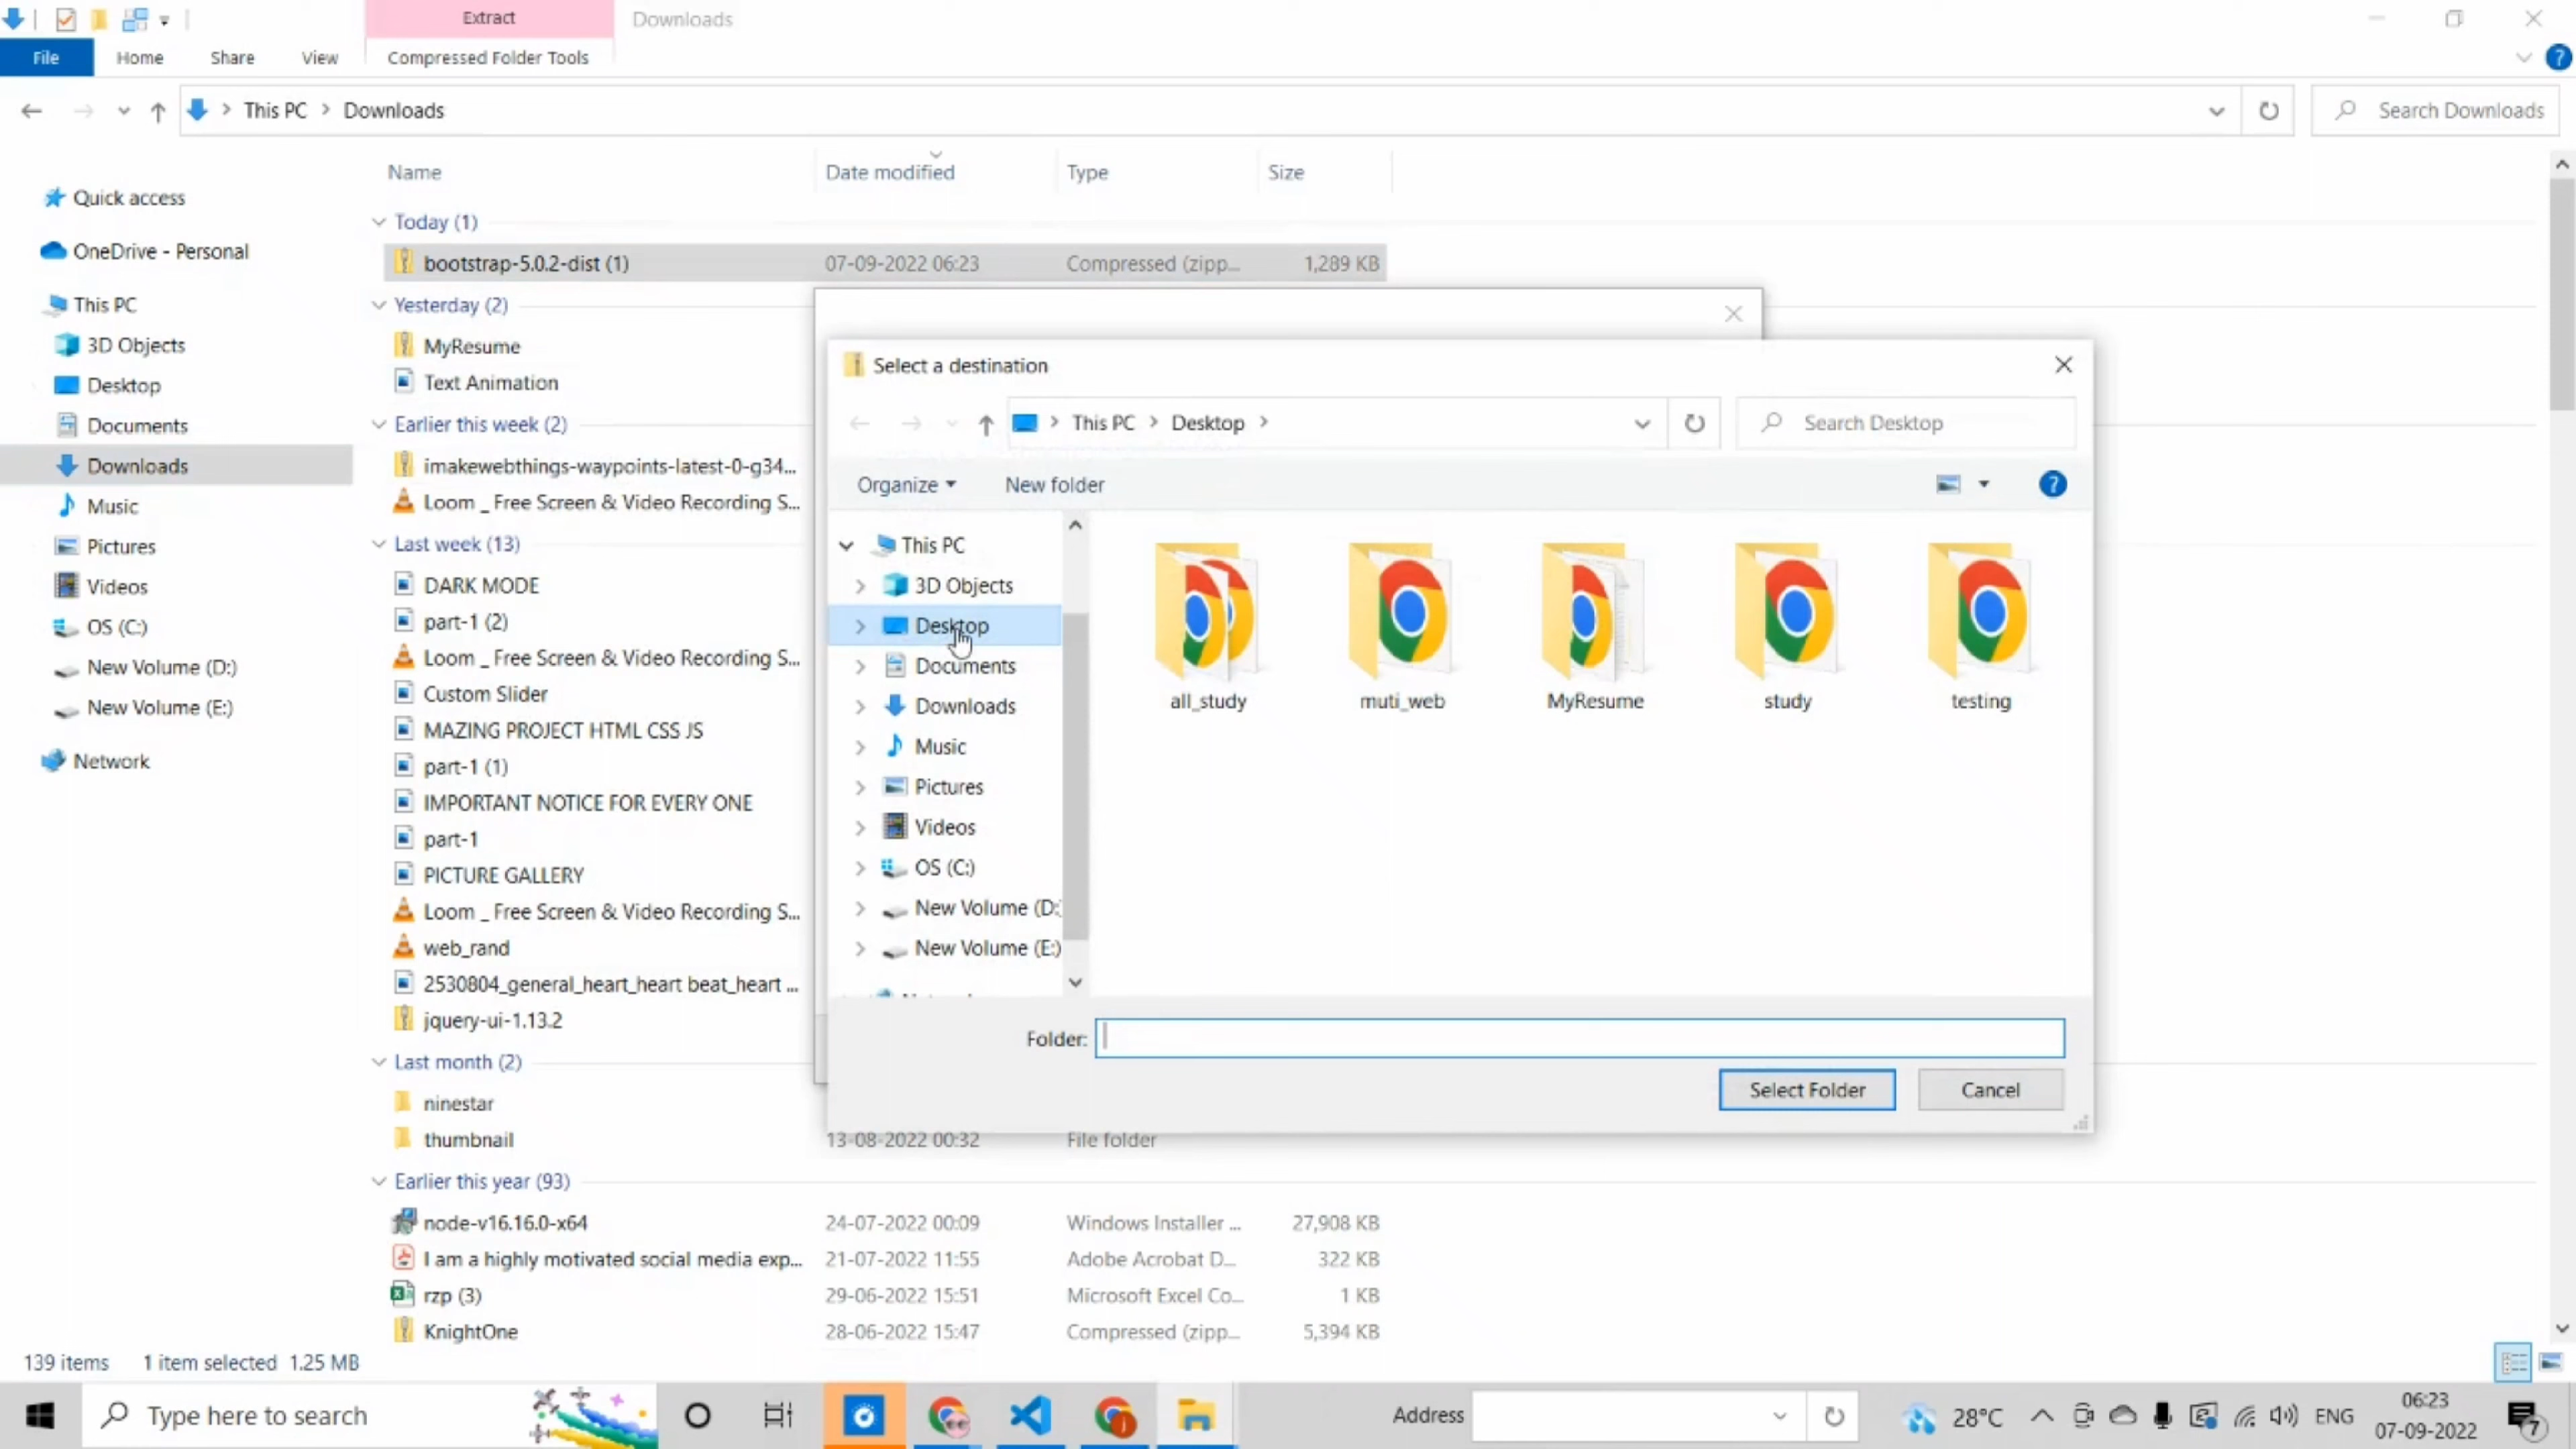 Extract
Downloads
File
Home
Share
View
Compressed Folder Tools
This PC
Downloads
Search Downloads
Name
Date modified
Type
Size
Quick access
OneDrive - Personal
This PC
3D Objects
Desktop
Documents
Downloads
Music
Pictures
Videos
OS (C:)
New Volume (D:)
New Volume (E:)
Network
Today (1)
bootstrap-5.0.2-dist (1) 07-09-2022 06:23 Compressed (zipp... 1,289 KB
Yesterday (2)
MyResume
Text Animation
Earlier this week (2)
imakewebthings-waypoints-latest-0-g34...
Loom _ Free Screen & Video Recording S...
Last week (13)
DARK MODE
part-1 (2)
Loom _ Free Screen & Video Recording S...
Custom Slider
MAZING PROJECT HTML CSS JS
part-1 (1)
IMPORTANT NOTICE FOR EVERY ONE
part-1
PICTURE GALLERY
Loom _ Free Screen & Video Recording S...
web_rand
2530804_general_heart_heart beat_heart ...
jquery-ui-1.13.2
Last month (2)
ninestar
thumbnail 13-08-2022 00:32 File folder
Earlier this year (93)
node-v16.16.0-x64 24-07-2022 00:09 Windows Installer ... 27,908 KB
I am a highly motivated social media exp... 21-07-2022 11:55 Adobe Acrobat D... 322 KB
rzp (3) 29-06-2022 15:51 Microsoft Excel Co... 1 KB
KnightOne 28-06-2022 15:47 Compressed (zipp... 5,394 KB
Select a destination
This PC
Desktop
Search Desktop
Organize
New folder
This PC
3D Objects
Desktop
Documents
Downloads
Music
Pictures
Videos
OS (C:)
New Volume (D:
New Volume (E:)
all_study
muti_web
MyResume
study
testing
Folder:
Select Folder
Cancel
139 items
1 item selected 1.25 MB
Type here to search
Address
28°C
ENG
06:23
07-09-2022
7